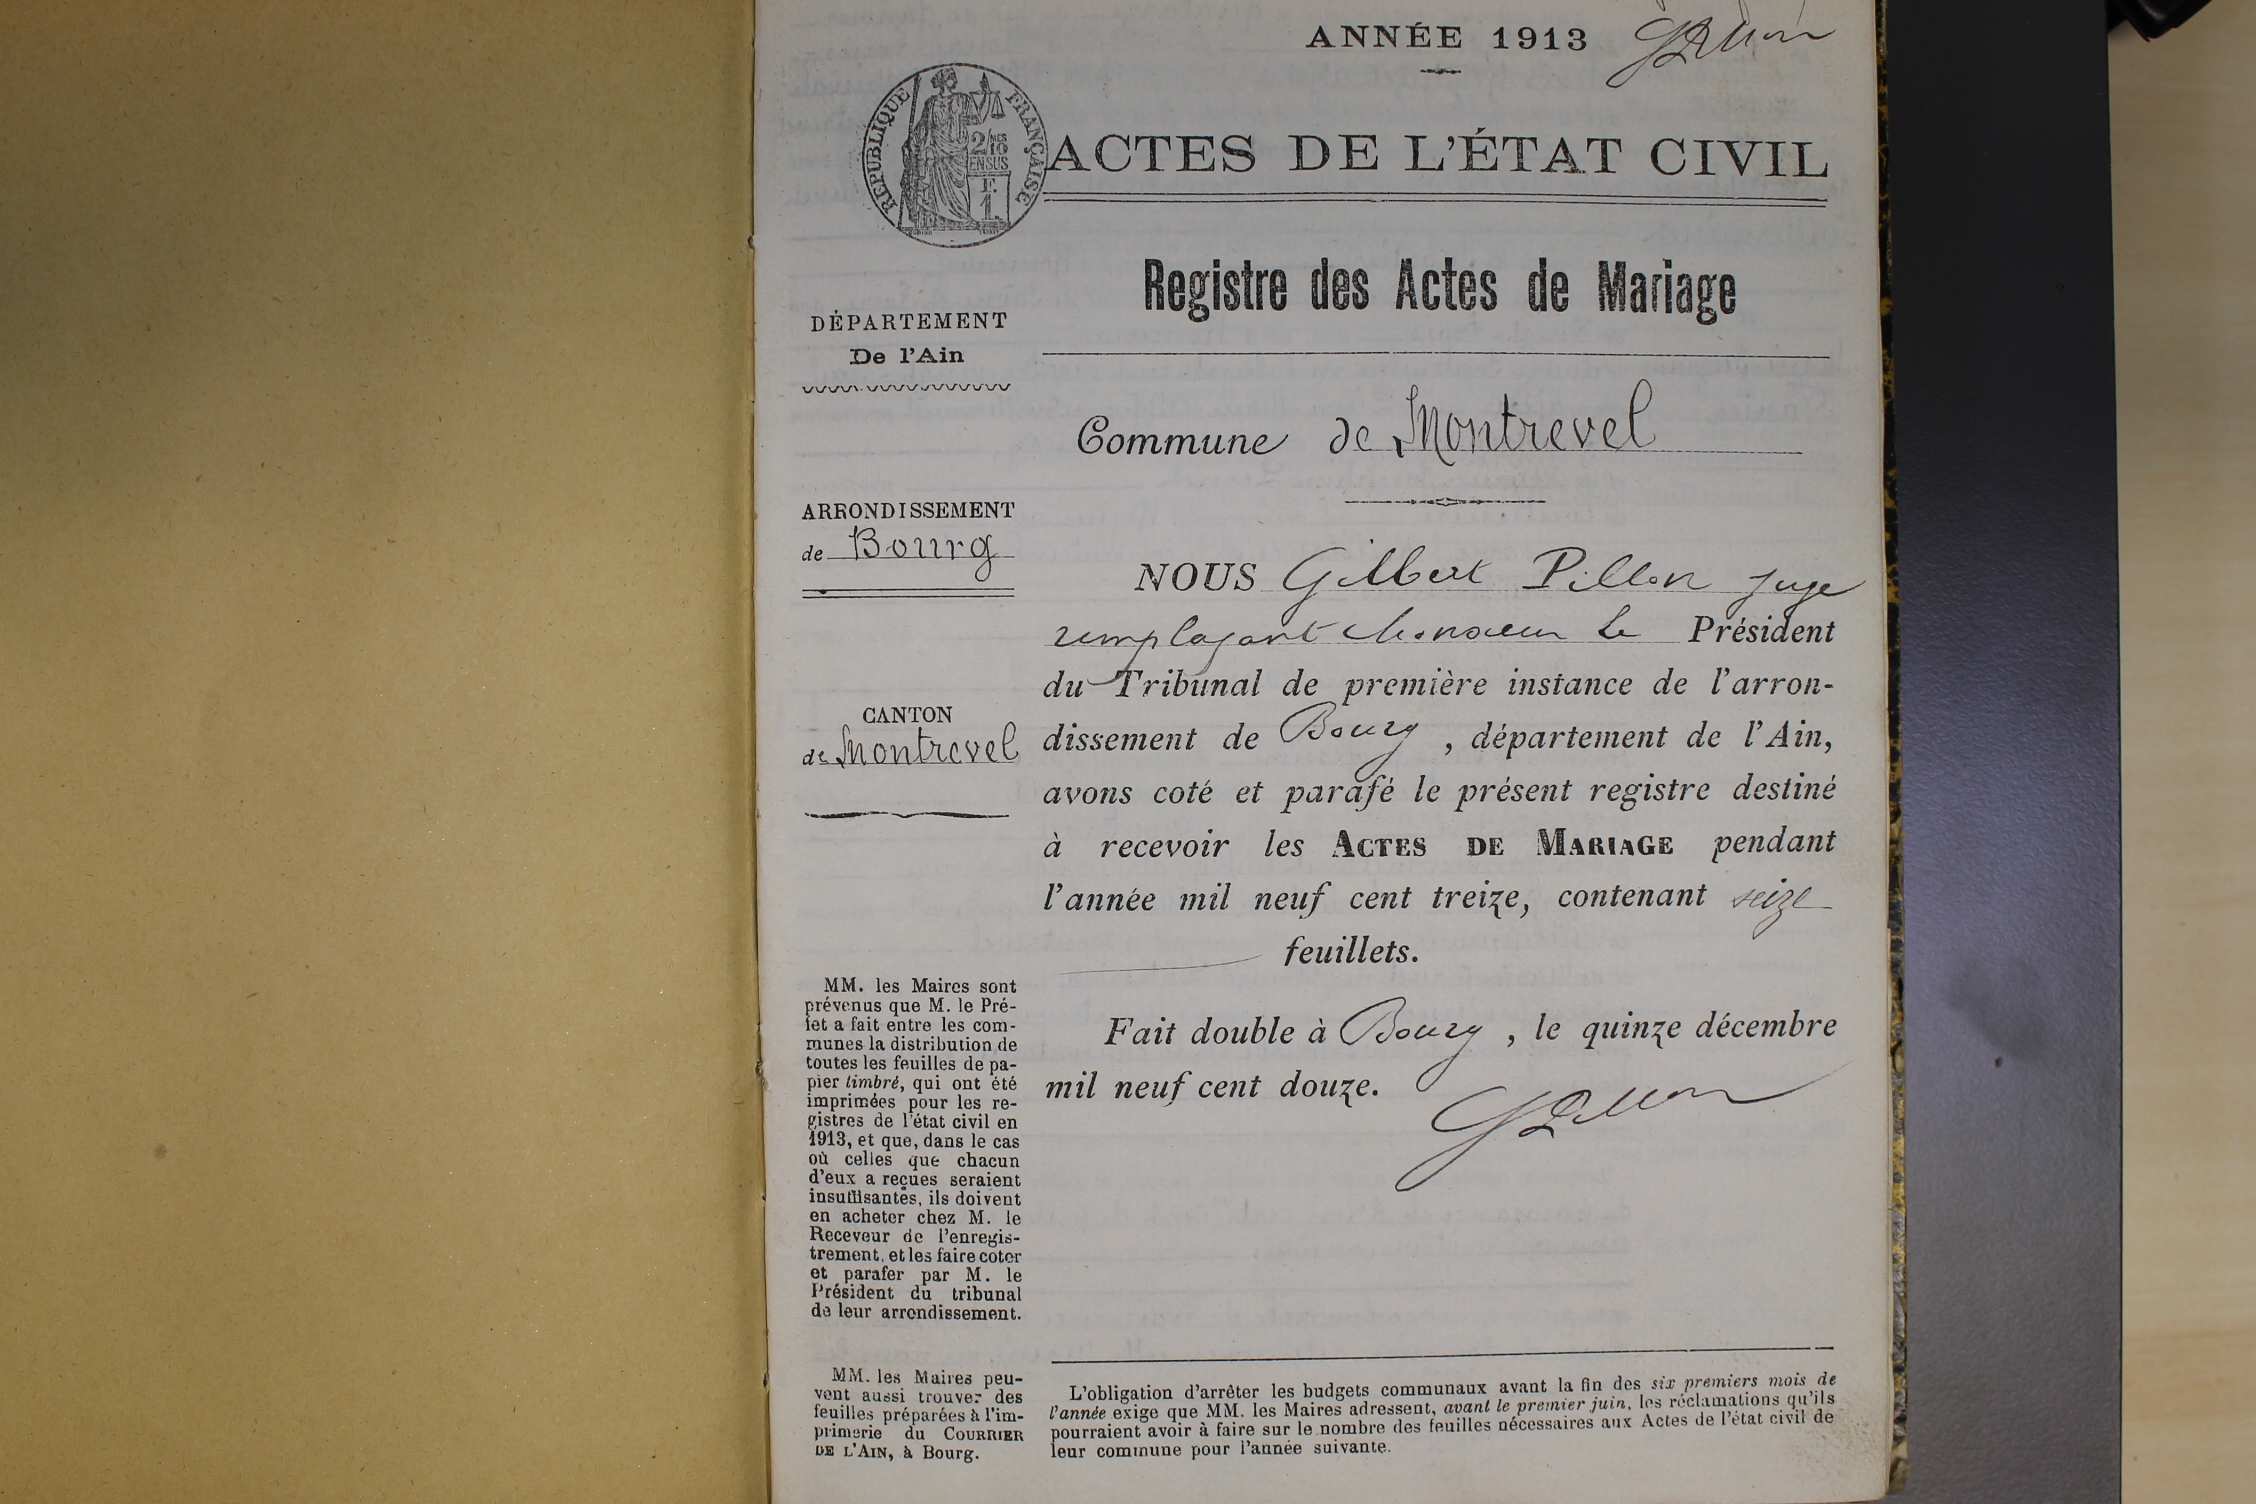 ANNÉE 1913 GPillon
RÉPUBLIQUE FRANÇAISE
2/10 MES
EN SUS
F.
1.
ACTES DE L'ÉTAT CIVIL
Registre des Actes de Mariage
DÉPARTEMENT
De l'Ain
Commune de Montrevel
ARRONDISSEMENT
de Bourg
CANTON
de Montrevel
NOUS Gilbert Pillon juge
remplaçant Monsieur le Président
du Tribunal de première instance de l'arron-
dissement de Bourg, département de l'Ain,
avons coté et parafé le présent registre destiné
à recevoir les ACTES DE MARIAGE pendant
l'année mil neuf cent treize, contenant seize
feuillets.
Fait double à Bourg, le quinze décembre
mil neuf cent douze.
GPillon
MM. les Maires sont
prévenus que M. le Pré-
fet a fait entre les com-
munes la distribution de
toutes les feuilles de pa-
pier timbré, qui ont été
imprimées pour les re-
gistres de l'état civil en
1913, et que, dans le cas
où celles que chacun
d'eux a reçues seraient
insuffisantes, ils doivent
en acheter chez M. le
Receveur de l'enregis-
trement, et les faire coter
et parafer par M. le
Président du tribunal
de leur arrondissement.
MM. les Maires peu-
vent aussi trouver des
feuilles préparées à l'im-
primerie du COURRIER
DE L'AIN, à Bourg.
L'obligation d'arrêter les budgets communaux avant la fin des six premiers mois de
l'année exige que MM. les Maires adressent, avant le premier juin, les réclamations qu'ils
pourraient avoir à faire sur le nombre des feuilles nécessaires aux Actes de l'état civil de
leur commune pour l'année suivante.